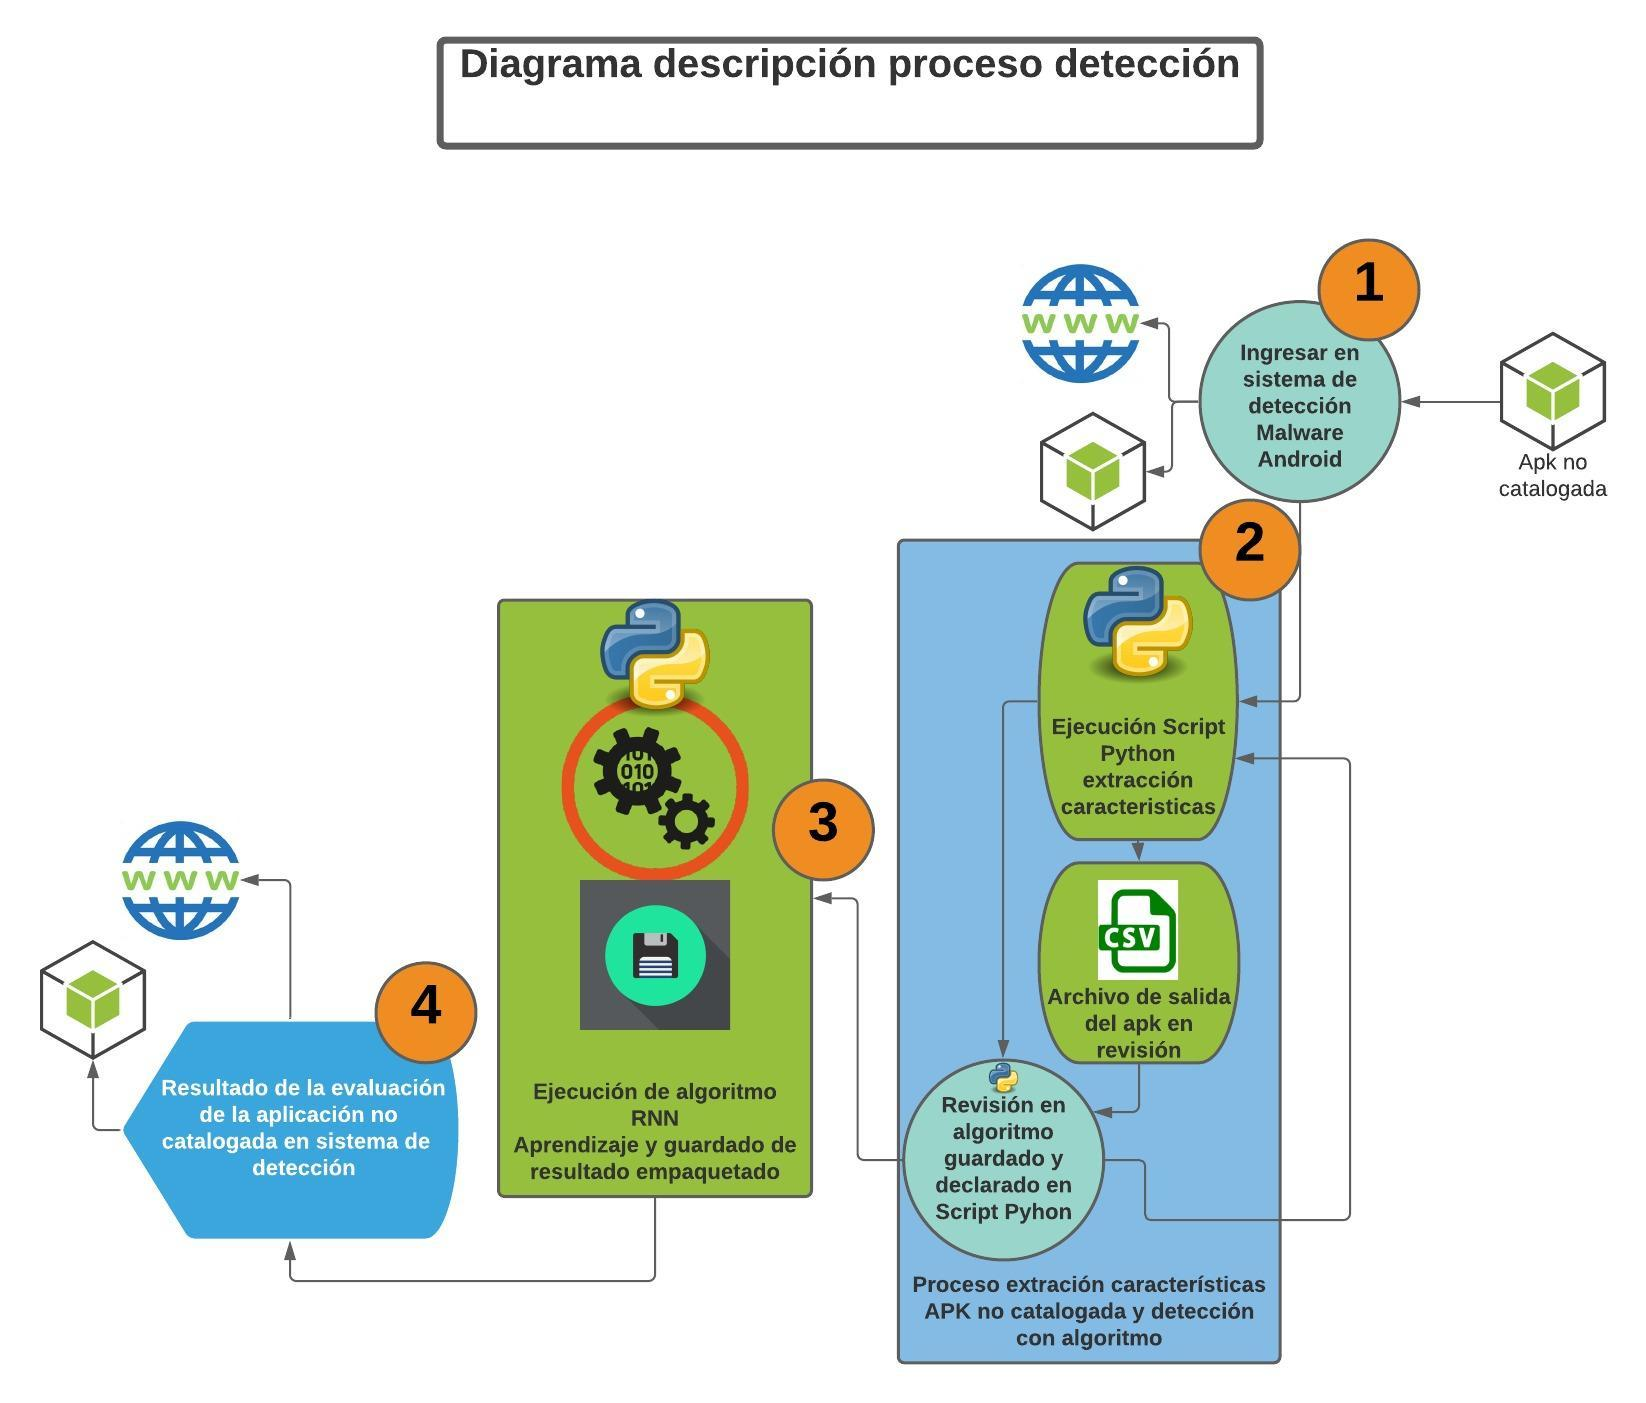 Diagrama descripción proceso detección
1
Ingresar en
sistema de
detección
Malware
Android
Apk no
catalogada
W W W
2
Ejecución Script
Python
extracción
caracteristicas
CSV
Archivo de salida
del apk en
revisión
Revisión en
algoritmo
guardado y
declarado en
Script Pyhon
Proceso extración características
APK no catalogada y detección
con algoritmo
3
101
010
101
Ejecución de algoritmo
RNN
Aprendizaje y guardado de
resultado empaquetado
4
W W W
Resultado de la evaluación
de la aplicación no
catalogada en sistema de
detección